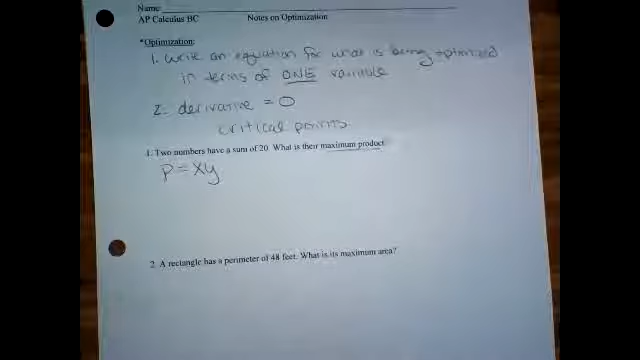 Name
AP Calculus BC Notes on Optimization
*Optimization:
1. Write an equation for what is being optimized
in terms of ONE variable
2. derivative = 0
critical points
1. Two numbers have a sum of 20. What is their maximum product
P = xy
2. A rectangle has a perimeter of 48 feet. What is its maximum area?